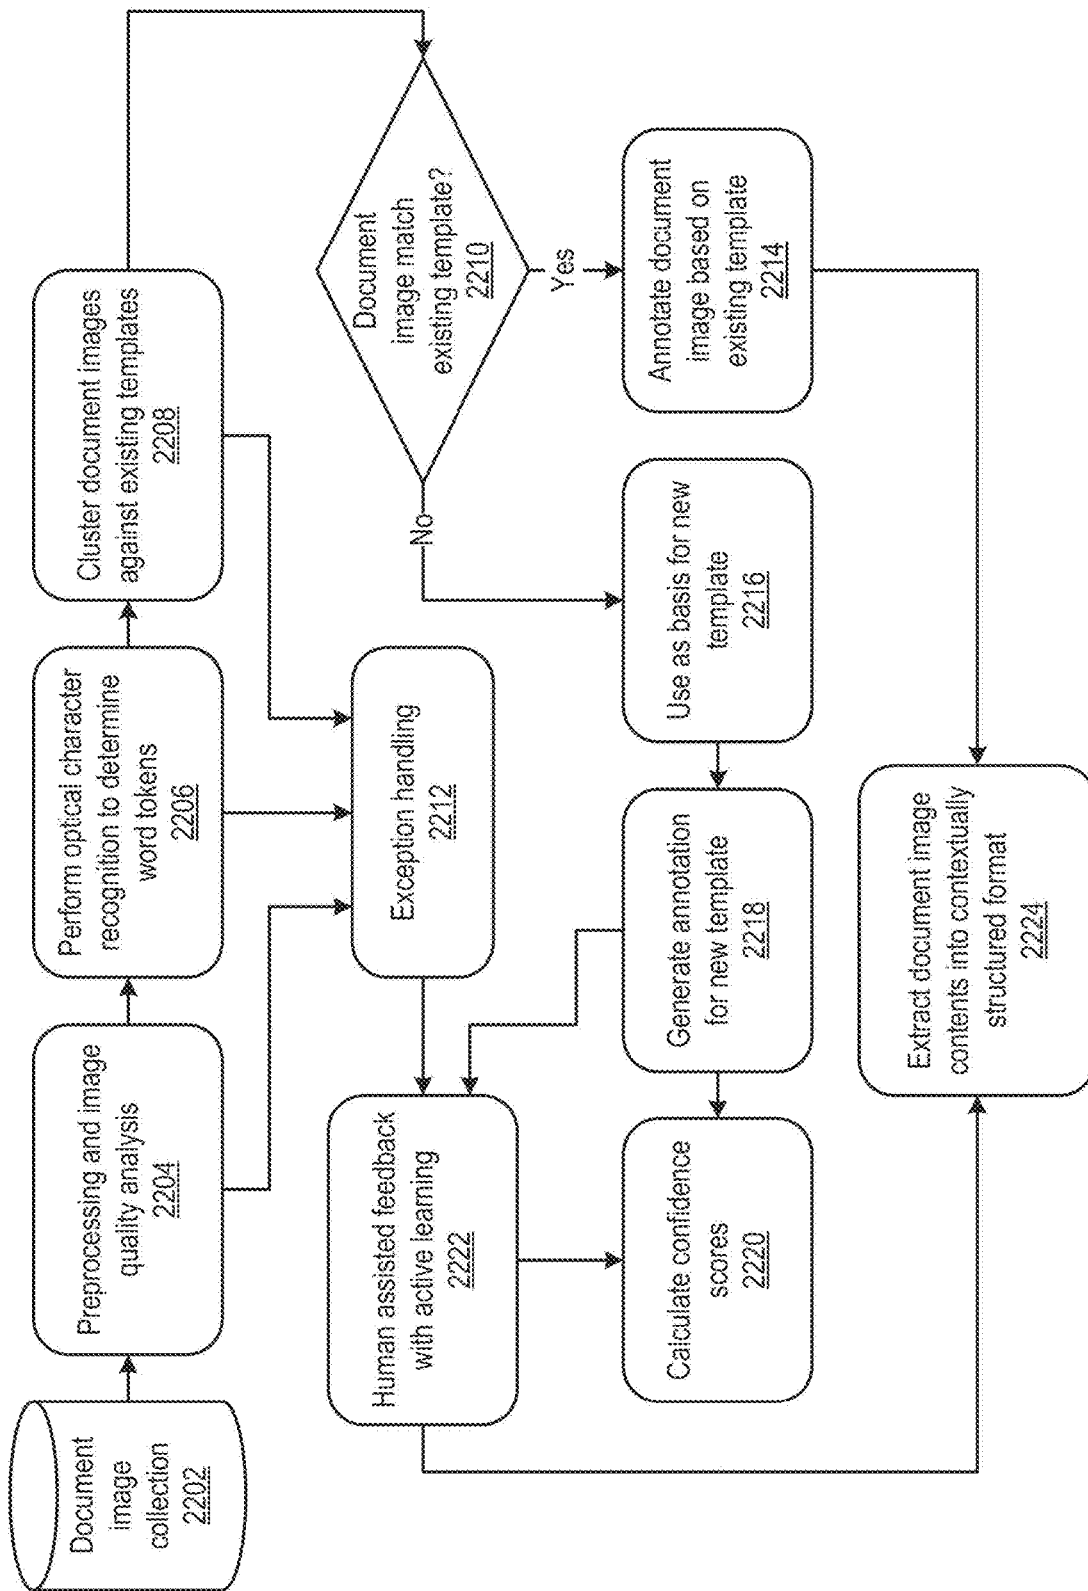 Document
image
collection
2202
Preprocessing and image
quality analysis
2204
Perform optical character
recognition to determine
word tokens
2206
Cluster document images
against existing templates
2208
Document
image match
existing template?
2210
No
Yes
Exception handling
2212
Human assisted feedback
with active learning
2222
Annotate document
image based on
existing template
2214
Use as basis for new
template
2216
Generate annotation
for new template
2218
Calculate confidence
scores
2220
Extract document image
contents into contextually
structured format
2224